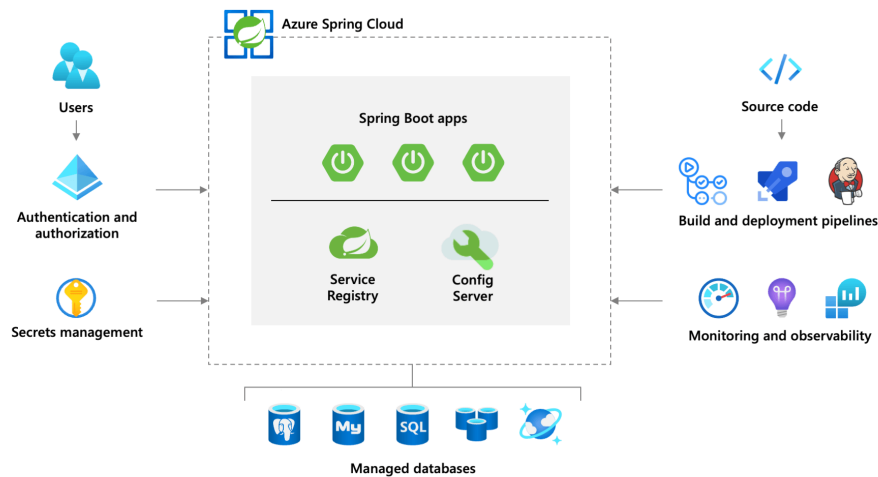 Azure Spring Cloud
Users
Source code
Spring Boot apps
Authentication and
authorization
Build and deployment pipelines
Service
Registry
Config
Server
Secrets management
Monitoring and observability
My
SQL
Managed databases